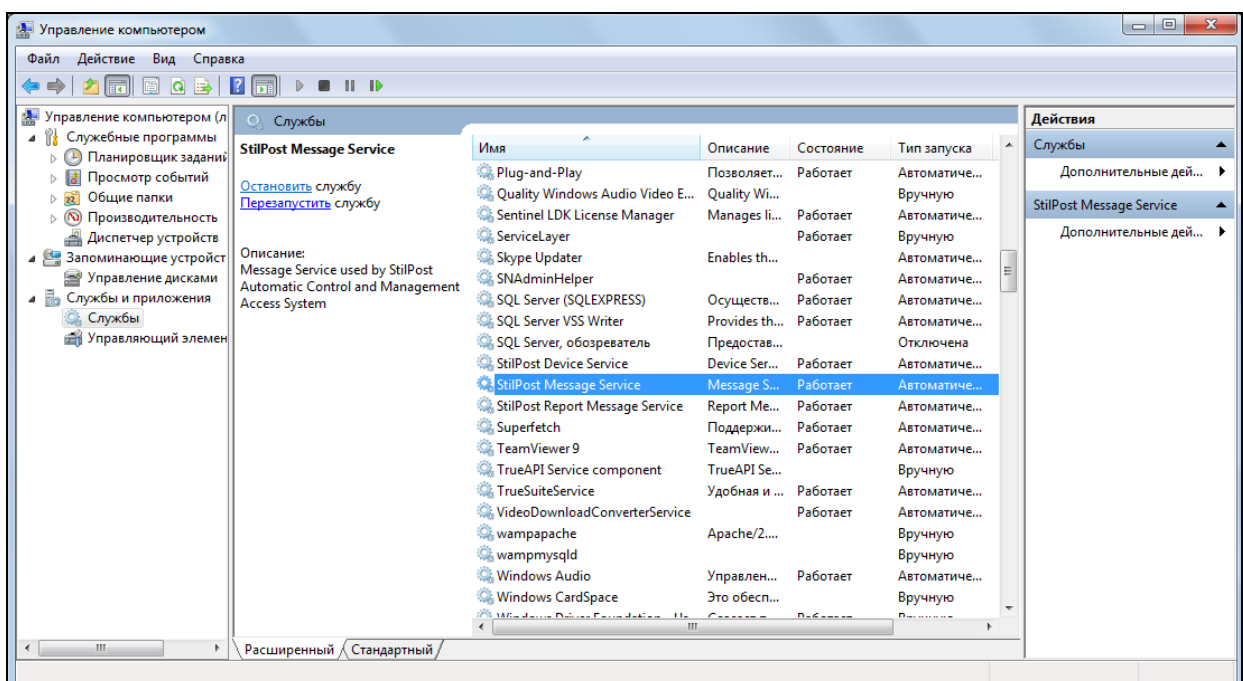 Управление компьютером
Файл Действие Вид Справка
Управление компьютером (л
Служебные программы
Планировщик заданий
Просмотр событий
Общие папки
Производительность
Диспетчер устройств
Запоминающие устройст
Управление дисками
Службы и приложения
Службы
Управляющий элемен
Службы
StilPost Message Service
Остановить службу
Перезапустить службу
Описание:
Message Service used by StilPost
Automatic Control and Management
Access System
Имя Описание Состояние Тип запуска
Plug-and-Play Позволяет... Работает Автоматиче...
Quality Windows Audio Video E... Quality Wi... Вручную
Sentinel LDK License Manager Manages li... Работает Автоматиче...
ServiceLayer Работает Вручную
Skype Updater Enables th... Автоматиче...
SNAdminHelper Работает Автоматиче...
SQL Server (SQLEXPRESS) Осуществ... Работает Автоматиче...
SQL Server VSS Writer Provides th... Работает Автоматиче...
SQL Server, обозреватель Предостав... Отключена
StilPost Device Service Device Ser... Работает Автоматиче...
StilPost Message Service Message S... Работает Автоматиче...
StilPost Report Message Service Report Me... Работает Автоматиче...
Superfetch Поддержи... Работает Автоматиче...
TeamViewer 9 TeamView... Работает Автоматиче...
TrueAPI Service component TrueAPI Se... Вручную
TrueSuiteService Удобная и ... Работает Автоматиче...
VideoDownloadConverterService Работает Автоматиче...
wampapache Apache/2.... Вручную
wampmysqld Вручную
Windows Audio Управлен... Работает Автоматиче...
Windows CardSpace Это обесп... Вручную
Windows Driver Foundation
Расширенный Стандартный
Действия
Службы
Дополнительные дей...
StilPost Message Service
Дополнительные дей...